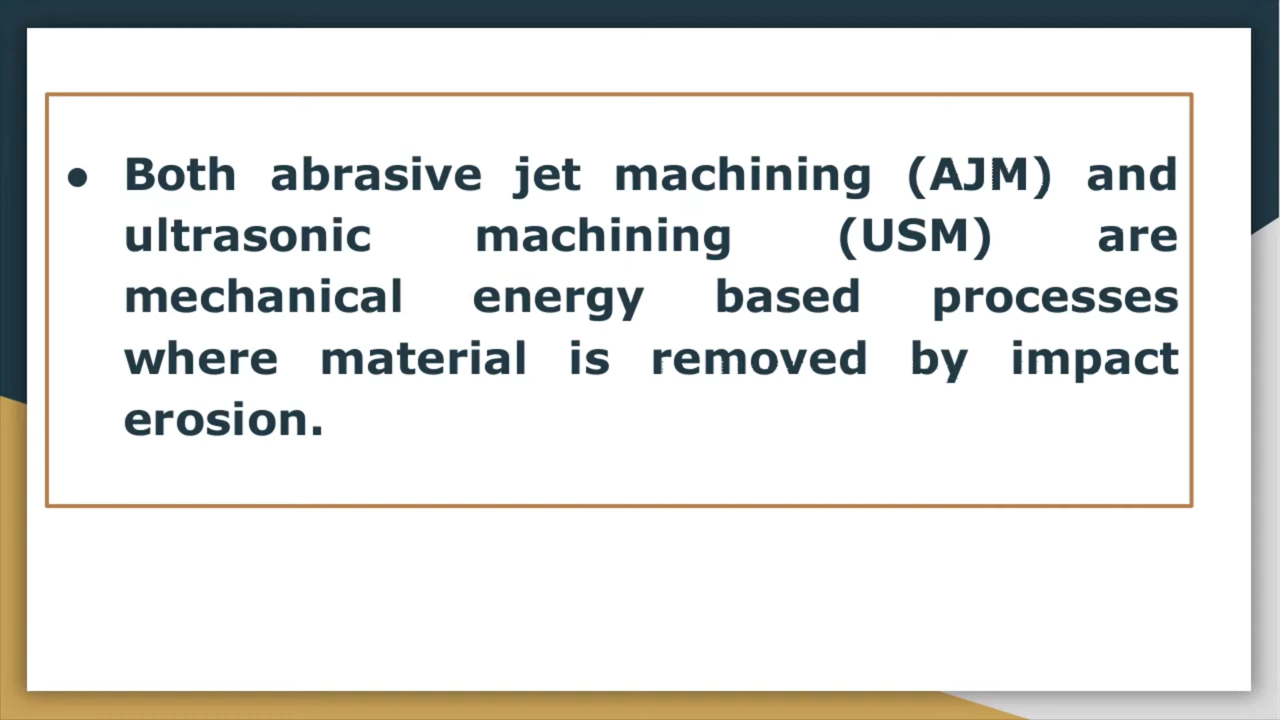 ● Both abrasive jet machining (AJM) and
ultrasonic machining (USM) are
mechanical energy based processes
where material is removed by impact
erosion.